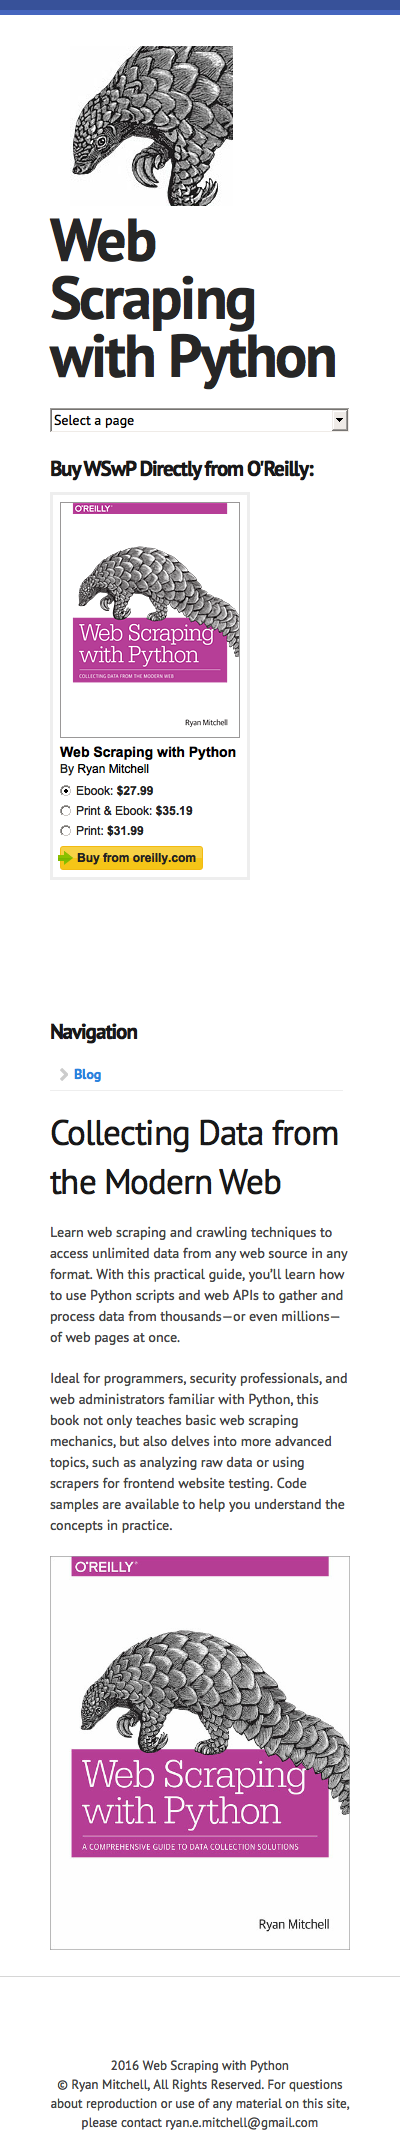 Web
Scraping
with Python
Select a page
Buy WSwP Directly from O'Reilly:
O'REILLY®
Web Scraping
with Python
COLLECTING DATA FROM THE MODERN WEB
Ryan Mitchell
Web Scraping with Python
By Ryan Mitchell
Ebook: $27.99
Print & Ebook: $35.19
Print: $31.99
Buy from oreilly.com
Navigation
Blog
Collecting Data from
the Modern Web
Learn web scraping and crawling techniques to
access unlimited data from any web source in any
format. With this practical guide, you’ll learn how
to use Python scripts and web APIs to gather and
process data from thousands—or even millions—
of web pages at once.
Ideal for programmers, security professionals, and
web administrators familiar with Python, this
book not only teaches basic web scraping
mechanics, but also delves into more advanced
topics, such as analyzing raw data or using
scrapers for frontend website testing. Code
samples are available to help you understand the
concepts in practice.
O'REILLY®
Web Scraping
with Python
A COMPREHENSIVE GUIDE TO DATA COLLECTION SOLUTIONS
Ryan Mitchell
2016 Web Scraping with Python
© Ryan Mitchell, All Rights Reserved. For questions
about reproduction or use of any material on this site,
please contact ryan.e.mitchell@gmail.com